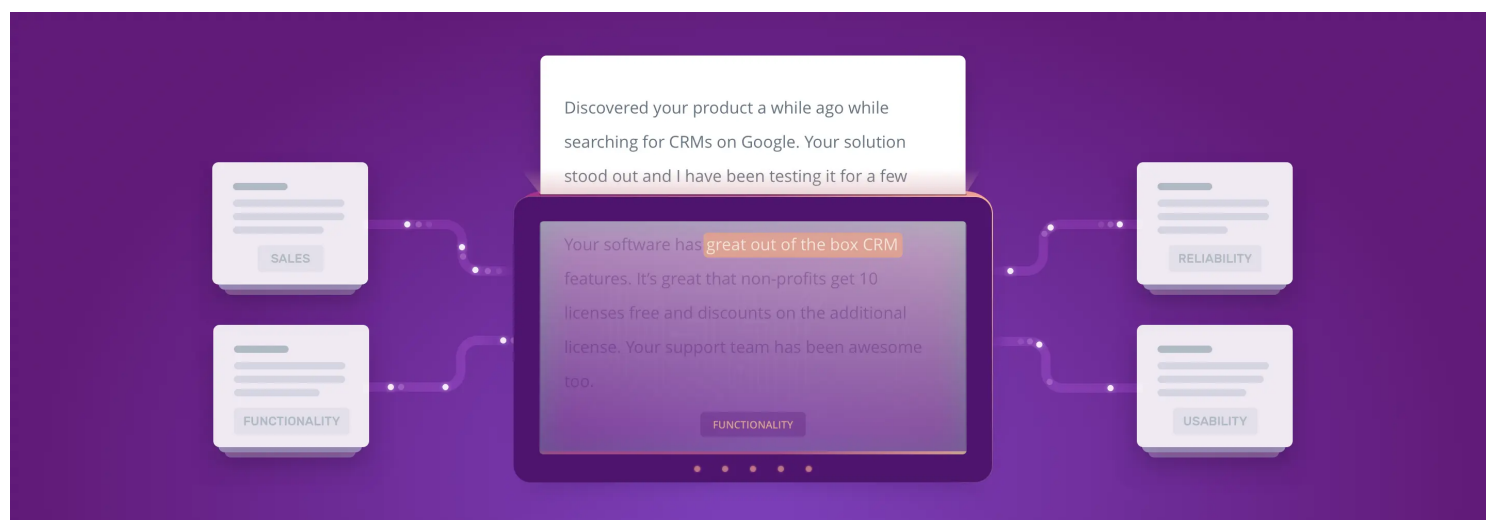 Discovered your product a while ago while
searching for CRMs on Google. Your solution
stood out and I have been testing it for a few
Your software has great out of the box CRM
features. It's great that non-profits get 10
licenses free and discounts on the additional
license. Your support team has been awesome
too.
FUNCTIONALITY
SALES
FUNCTIONALITY
RELIABILITY
USABILITY